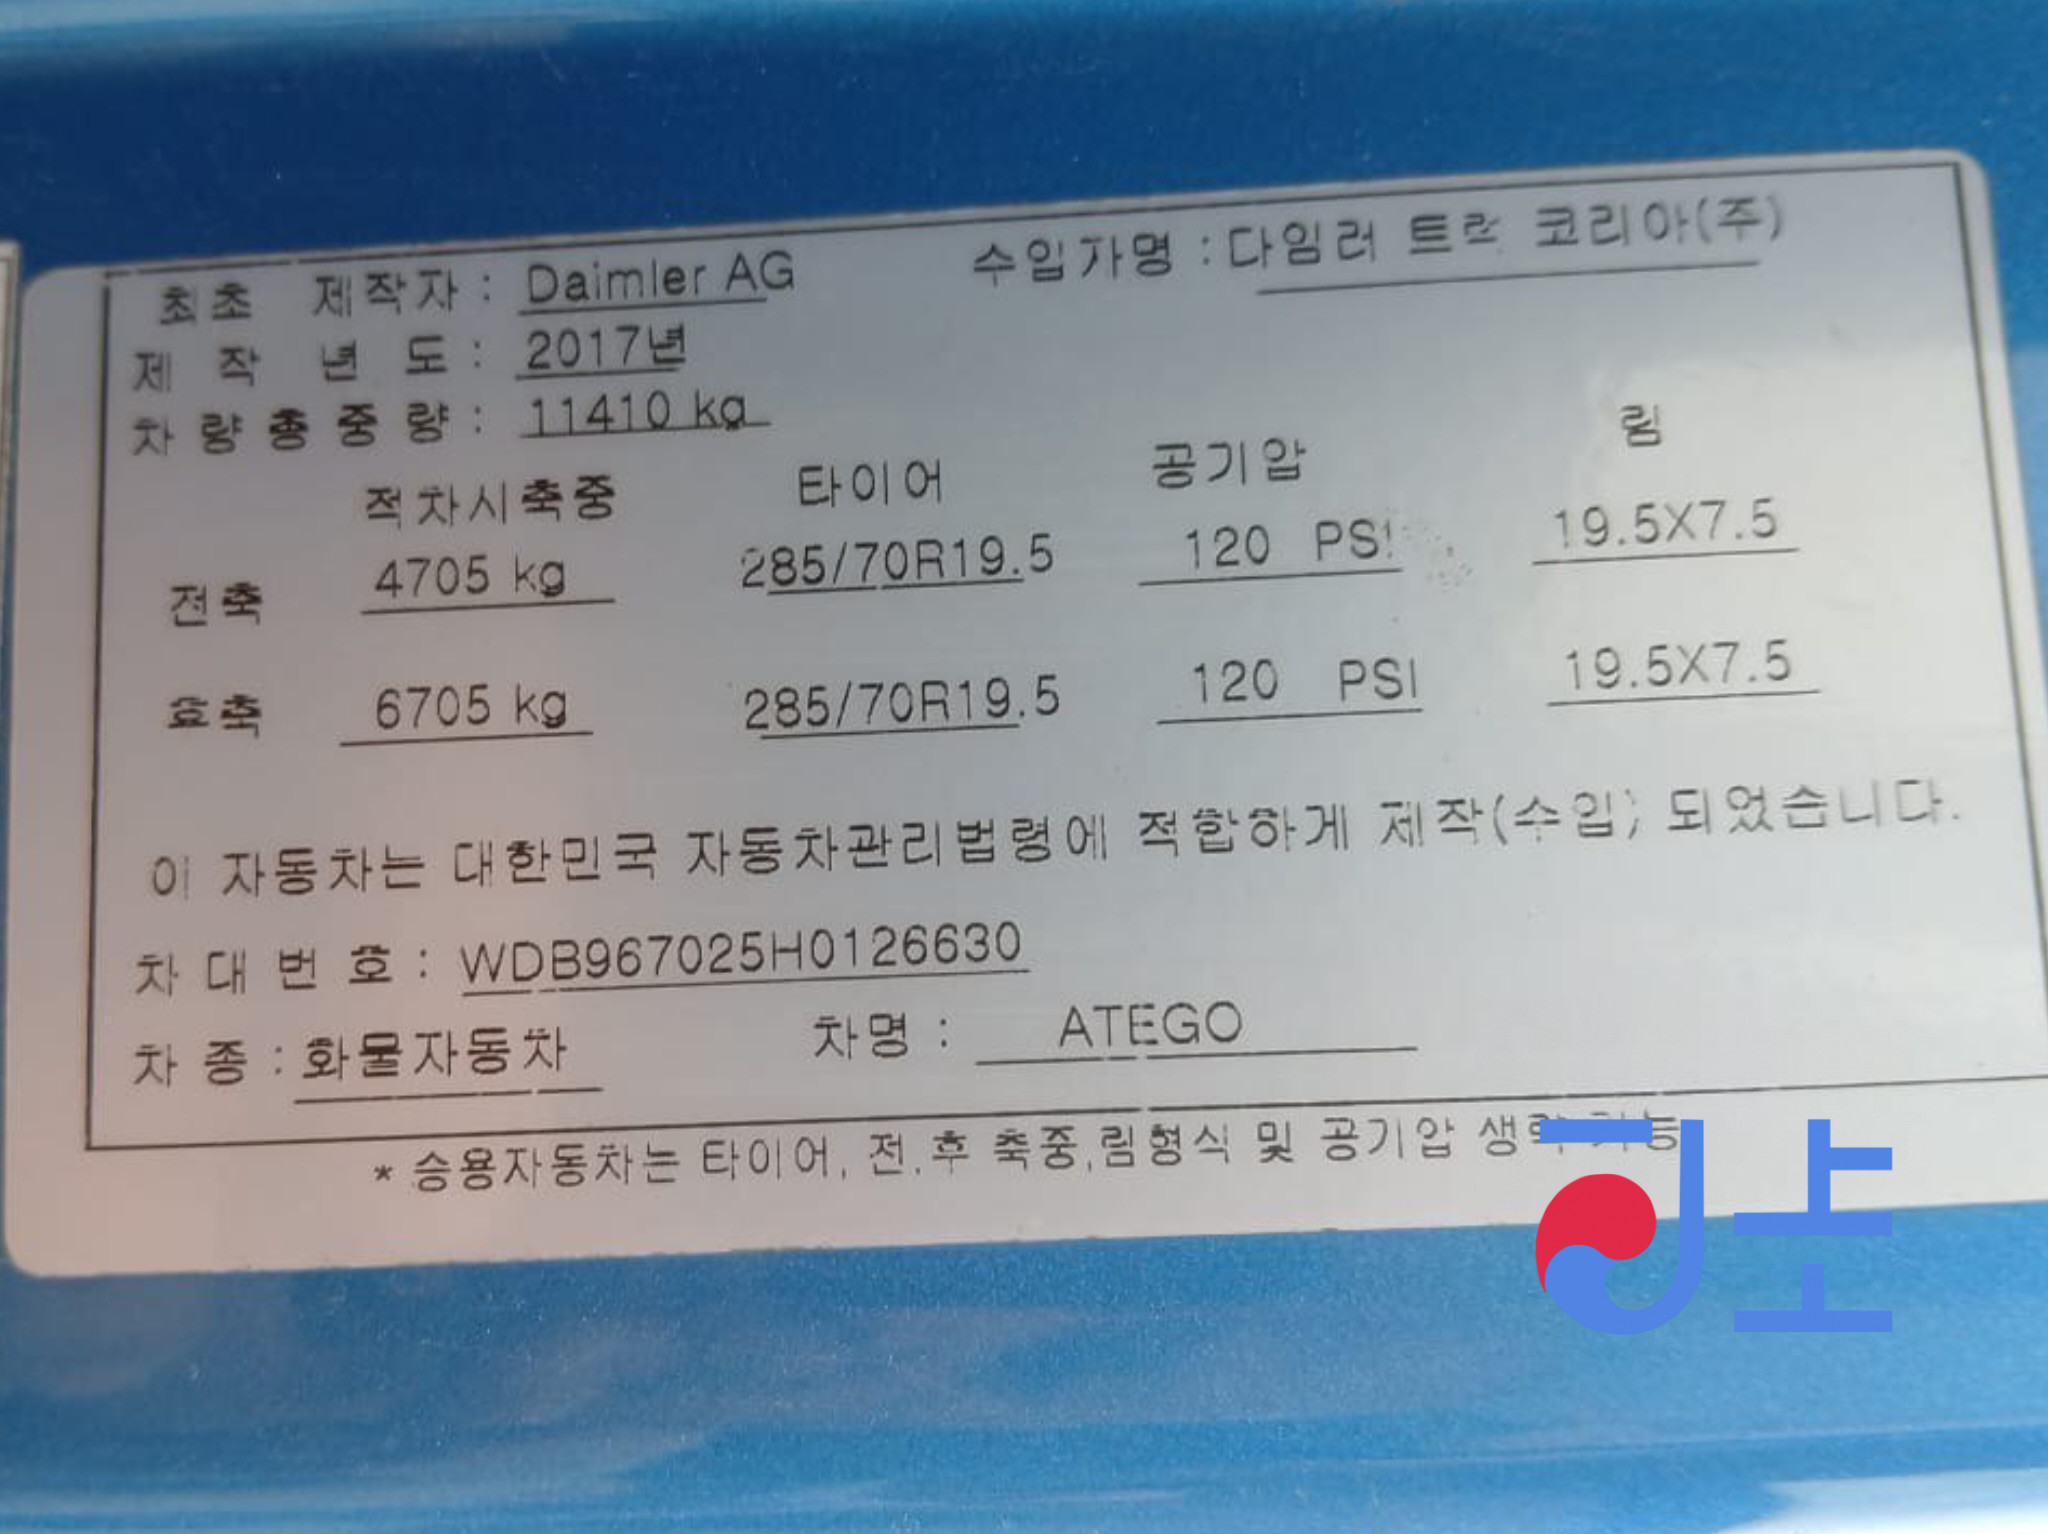 최초 제작자 : Daimler AG 수입자명 : 다임러 트럭 코리아(주)
제 작 년 도 : 2017년
차 량 총 중 량 : 11410 kg
적차시축중 타이어 공기압 림
전축 4705 kg 285/70R19.5 120 PSI 19.5X7.5
후축 6705 kg 285/70R19.5 120 PSI 19.5X7.5
이 자동차는 대한민국 자동차관리법령에 적합하게 제작(수입) 되었습니다.
차 대 번 호 : WDB967025H0126630
차 종 : 화물자동차 차명 : ATEGO
* 승용자동차는 타이어, 전.후 축중,림형식 및 공기압 생략 가능